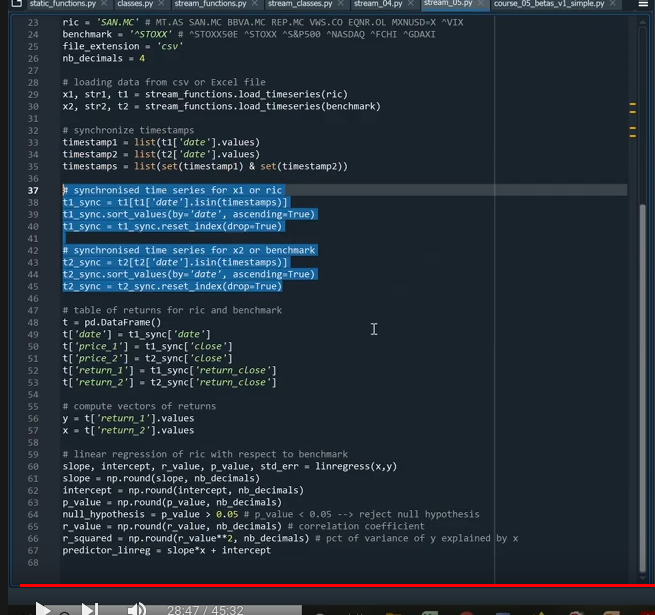 static_functions.py
classes.py
stream_functions.py
stream_classes.py
stream_04.py
stream_05.py
course_05_betas_v1_simple.py
23 ric = 'SAN.MC' # MT.AS SAN.MC BBVA.MC REP.MC VWS.CO EQNR.OL MXNUSD=X ^VIX
24 benchmark = '^STOXX' # ^STOXX50E ^STOXX ^S&P500 ^NASDAQ ^FCHI ^GDAXI
25 file_extension = 'csv'
26 nb_decimals = 4
27
28 # loading data from csv or Excel file
29 x1, str1, t1 = stream_functions.load_timeseries(ric)
30 x2, str2, t2 = stream_functions.load_timeseries(benchmark)
31
32 # synchronize timestamps
33 timestamp1 = list(t1['date'].values)
34 timestamp2 = list(t2['date'].values)
35 timestamps = list(set(timestamp1) & set(timestamp2))
36
37 # synchronised time series for x1 or ric
38 t1_sync = t1[t1['date'].isin(timestamps)]
39 t1_sync.sort_values(by='date', ascending=True)
40 t1_sync = t1_sync.reset_index(drop=True)
41
42 # synchronised time series for x2 or benchmark
43 t2_sync = t2[t2['date'].isin(timestamps)]
44 t2_sync.sort_values(by='date', ascending=True)
45 t2_sync = t2_sync.reset_index(drop=True)
46
47 # table of returns for ric and benchmark
48 t = pd.DataFrame()
49 t['date'] = t1_sync['date']
50 t['price_1'] = t1_sync['close']
51 t['price_2'] = t2_sync['close']
52 t['return_1'] = t1_sync['return_close']
53 t['return_2'] = t2_sync['return_close']
54
55 # compute vectors of returns
56 y = t['return_1'].values
57 x = t['return_2'].values
58
59 # linear regression of ric with respect to benchmark
60 slope, intercept, r_value, p_value, std_err = linregress(x,y)
61 slope = np.round(slope, nb_decimals)
62 intercept = np.round(intercept, nb_decimals)
63 p_value = np.round(p_value, nb_decimals)
64 null_hypothesis = p_value > 0.05 # p_value < 0.05 --> reject null hypothesis
65 r_value = np.round(r_value, nb_decimals) # correlation coefficient
66 r_squared = np.round(r_value**2, nb_decimals) # pct of variance of y explained by x
67 predictor_linreg = slope*x + intercept
68
28:47 / 45:32